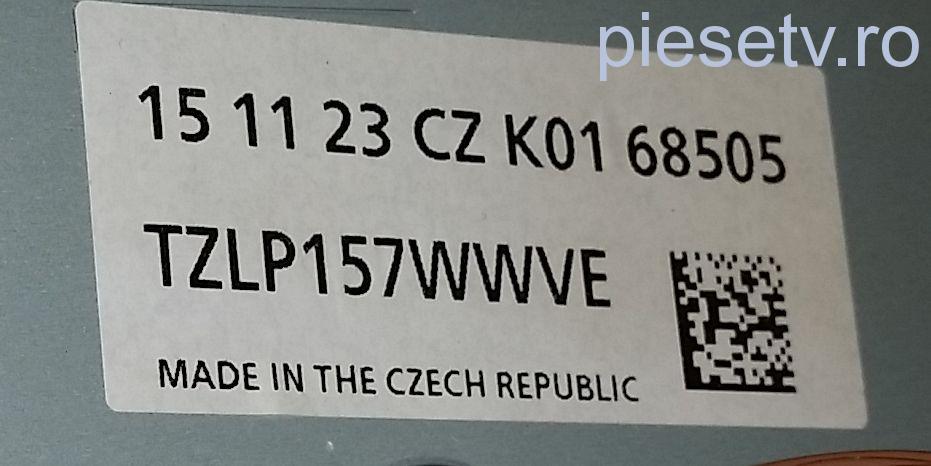 piesetv.ro
15 11 23 CZ K01 68505
TZLP157WWVE
MADE IN THE CZECH REPUBLIC